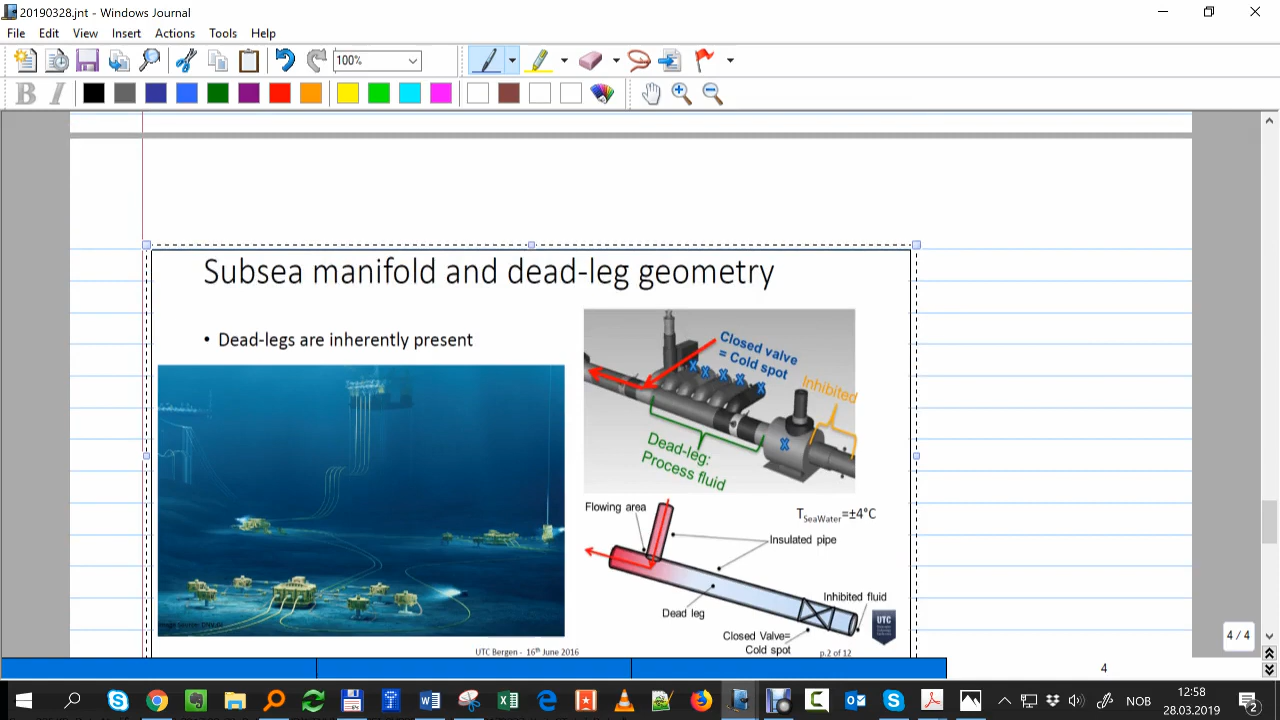 20190328.jnt - Windows Journal
File Edit View Insert Actions Tools Help
100%
B I
Subsea manifold and dead-leg geometry
• Dead-legs are inherently present
Closed valve
= Cold spot
X X X X X
Inhibited
X
Dead-leg:
Process fluid
Flowing area
TSeaWater=±4°C
Insulated pipe
Dead leg
Inhibited fluid
Closed Valve=
Cold spot
UTC
UTC Bergen - 16th June 2016
p.2 of 12
4 / 4
4
12:58
NOB
28.03.2019
2